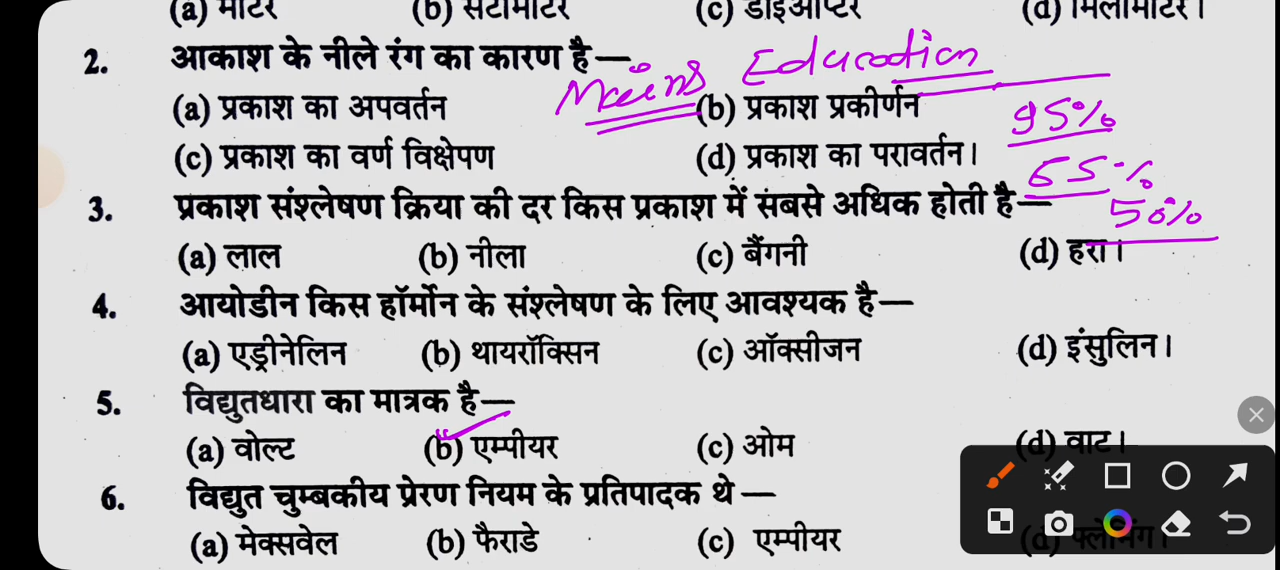 (a) मीटर (b) सेंटीमीटर (c) डाइऑप्टर (d) मिलीमीटर।
2. आकाश के नीले रंग का कारण है—
Mains Education
(a) प्रकाश का अपवर्तन (b) प्रकाश प्रकीर्णन
95%
(c) प्रकाश का वर्ण विक्षेपण (d) प्रकाश का परावर्तन।
65%
3. प्रकाश संश्लेषण क्रिया की दर किस प्रकाश में सबसे अधिक होती है—
50%
(a) लाल (b) नीला (c) बैंगनी (d) हरा।
4. आयोडीन किस हॉर्मोन के संश्लेषण के लिए आवश्यक है—
(a) एड्रीनेलिन (b) थायरॉक्सिन (c) ऑक्सीजन (d) इंसुलिन।
5. विद्युतधारा का मात्रक है—
(a) वोल्ट (b) एम्पीयर (c) ओम (d) वाट।
6. विद्युत चुम्बकीय प्रेरण नियम के प्रतिपादक थे—
(a) मेक्सवेल (b) फैराडे (c) एम्पीयर (d) फ्लेमिंग।